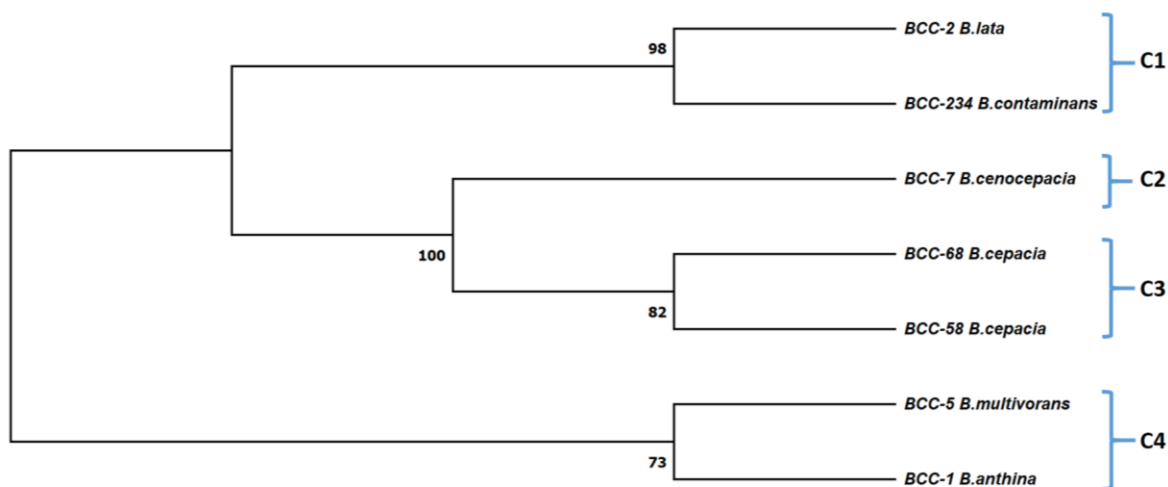 BCC-2 B.lata
98
C1
BCC-234 B.contaminans
BCC-7 B.cenocepacia
C2
100
BCC-68 B.cepacia
C3
82
BCC-58 B.cepacia
BCC-5 B.multivorans
C4
73
BCC-1 B.anthina